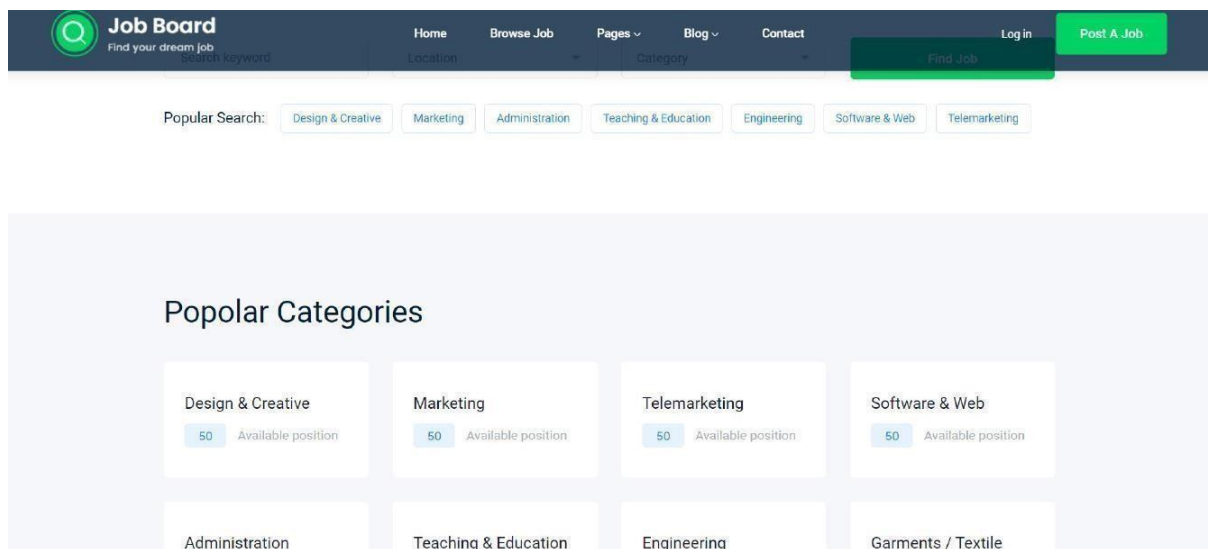 Job Board
Find your dream job
Home Browse Job Pages Blog Contact Log in Post A Job
Search keyword Location Category Find Job
Popular Search: Design & Creative Marketing Administration Teaching & Education Engineering Software & Web Telemarketing
Popolar Categories
Design & Creative Marketing Telemarketing Software & Web
50 Available position 50 Available position 50 Available position 50 Available position
Administration Teaching & Education Engineering Garments / Textile